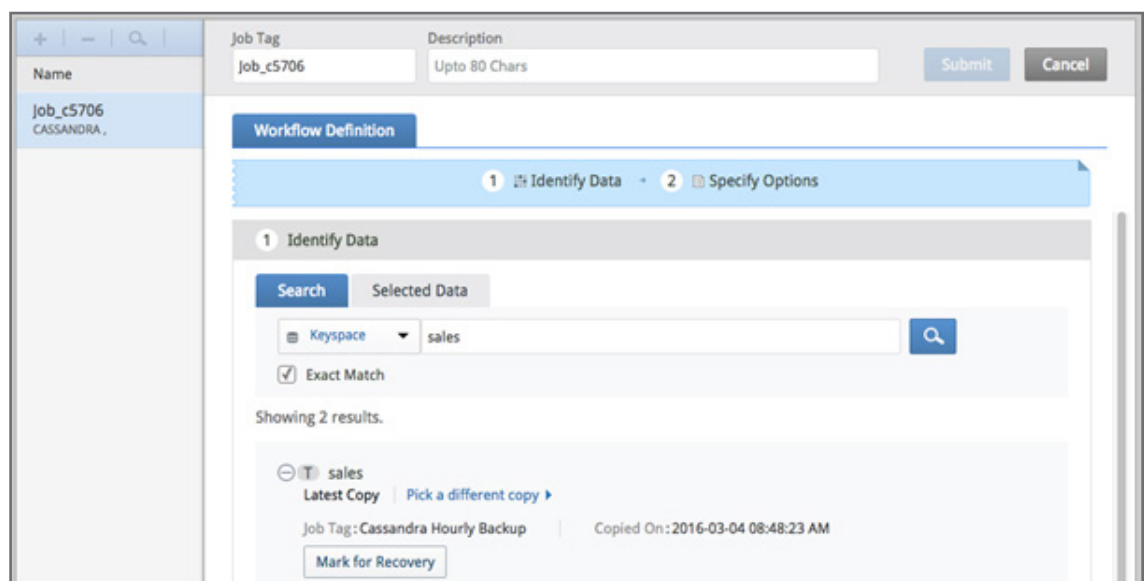 Name
Job_c5706
CASSANDRA ,
Job Tag Description
Job_c5706 Upto 80 Chars Submit Cancel
Workflow Definition
1 Identify Data 2 Specify Options
1 Identify Data
Search Selected Data
Keyspace sales
Exact Match
Showing 2 results.
T sales
Latest Copy Pick a different copy
Job Tag: Cassandra Hourly Backup Copied On: 2016-03-04 08:48:23 AM
Mark for Recovery